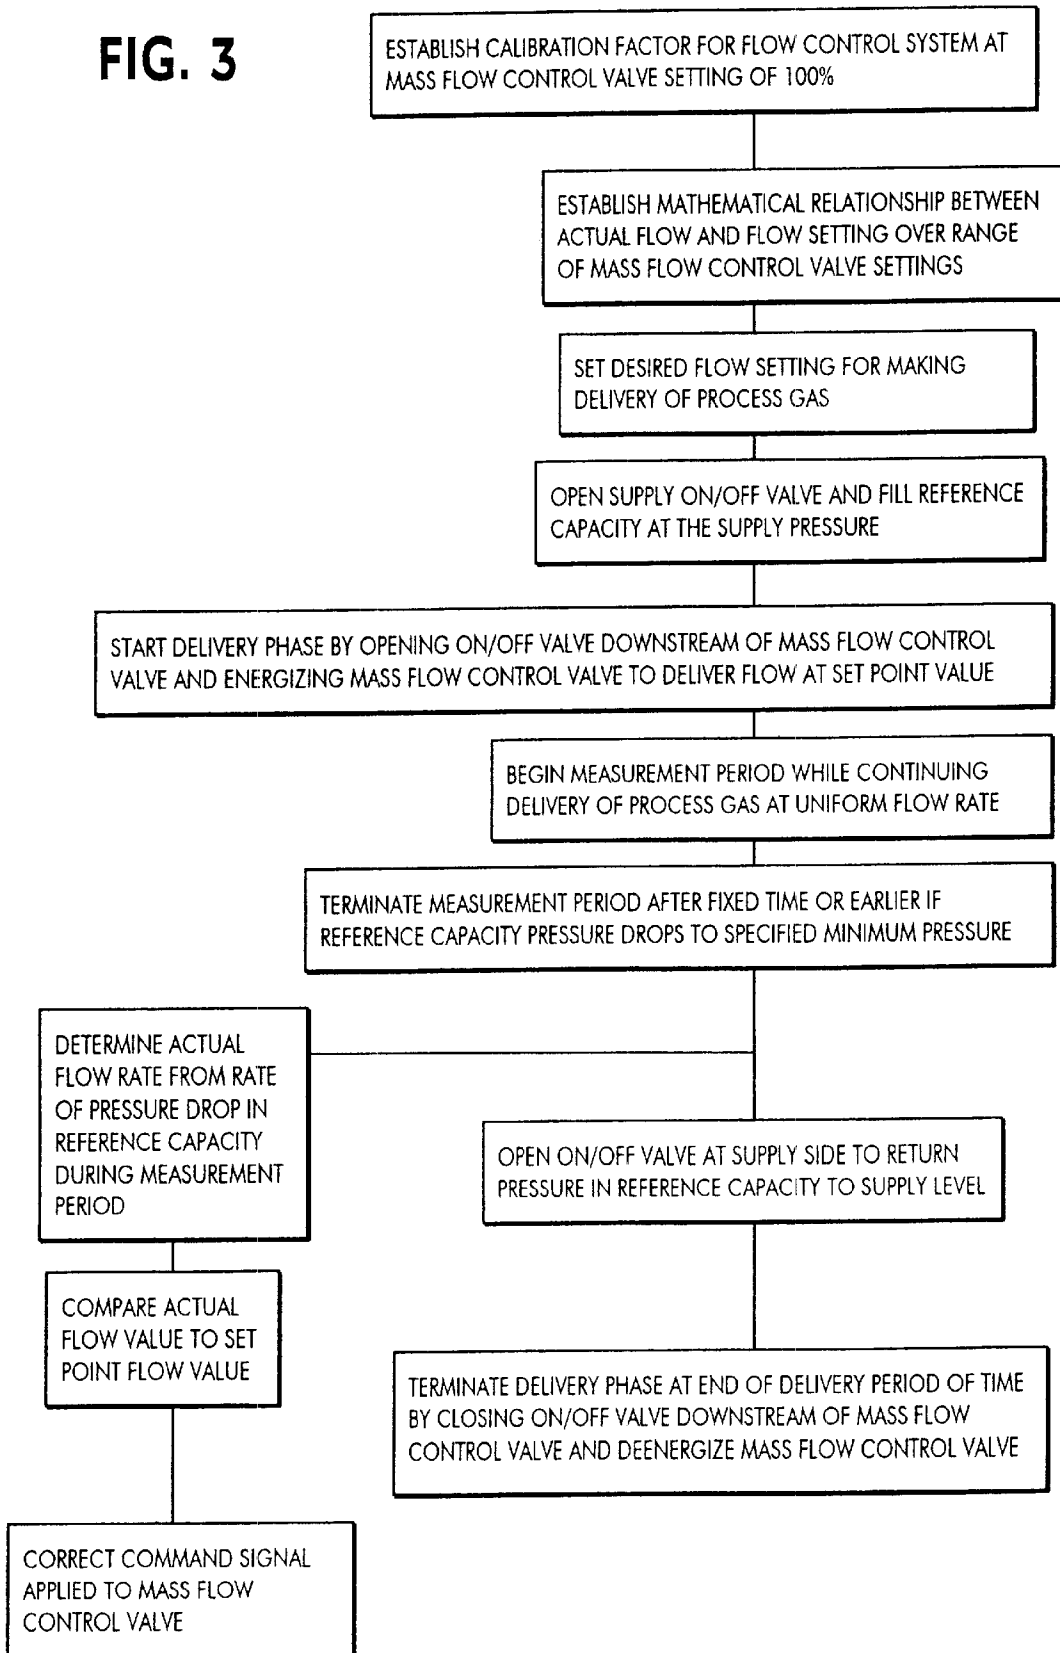 FIG. 3
ESTABLISH CALIBRATION FACTOR FOR FLOW CONTROL SYSTEM AT
MASS FLOW CONTROL VALVE SETTING OF 100%
ESTABLISH MATHEMATICAL RELATIONSHIP BETWEEN
ACTUAL FLOW AND FLOW SETTING OVER RANGE
OF MASS FLOW CONTROL VALVE SETTINGS
SET DESIRED FLOW SETTING FOR MAKING
DELIVERY OF PROCESS GAS
OPEN SUPPLY ON/OFF VALVE AND FILL REFERENCE
CAPACITY AT THE SUPPLY PRESSURE
START DELIVERY PHASE BY OPENING ON/OFF VALVE DOWNSTREAM OF MASS FLOW CONTROL
VALVE AND ENERGIZING MASS FLOW CONTROL VALVE TO DELIVER FLOW AT SET POINT VALUE
BEGIN MEASUREMENT PERIOD WHILE CONTINUING
DELIVERY OF PROCESS GAS AT UNIFORM FLOW RATE
TERMINATE MEASUREMENT PERIOD AFTER FIXED TIME OR EARLIER IF
REFERENCE CAPACITY PRESSURE DROPS TO SPECIFIED MINIMUM PRESSURE
DETERMINE ACTUAL
FLOW RATE FROM RATE
OF PRESSURE DROP IN
REFERENCE CAPACITY
DURING MEASUREMENT
PERIOD
OPEN ON/OFF VALVE AT SUPPLY SIDE TO RETURN
PRESSURE IN REFERENCE CAPACITY TO SUPPLY LEVEL
COMPARE ACTUAL
FLOW VALUE TO SET
POINT FLOW VALUE
TERMINATE DELIVERY PHASE AT END OF DELIVERY PERIOD OF TIME
BY CLOSING ON/OFF VALVE DOWNSTREAM OF MASS FLOW
CONTROL VALVE AND DEENERGIZE MASS FLOW CONTROL VALVE
CORRECT COMMAND SIGNAL
APPLIED TO MASS FLOW
CONTROL VALVE